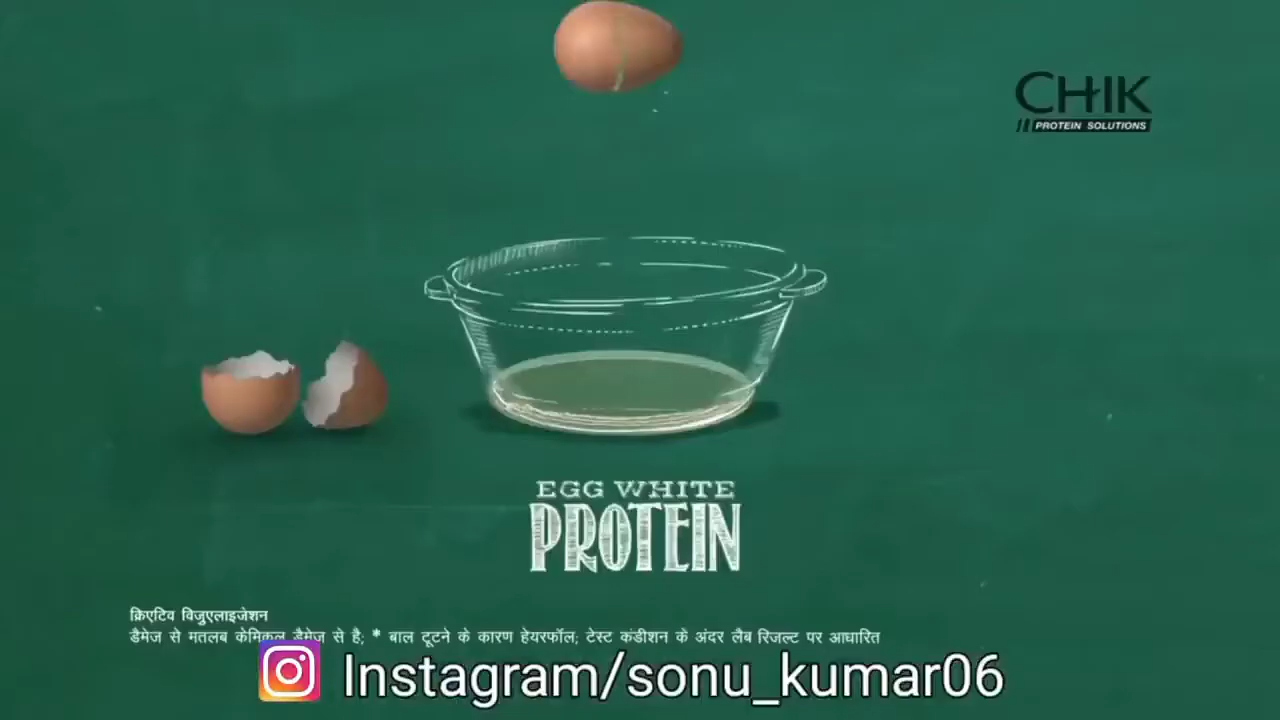 CHIK
PROTEIN SOLUTIONS
EGG WHITE
PROTEIN
क्रिएटिव विजुएलाइजेशन
डैमेज से मतलब केमिकल डैमेज से है; * बाल टूटने के कारण हेयरफॉल; टेस्ट कंडीशन के अंदर लैब रिजल्ट पर आधारित
Instagram/sonu_kumar06